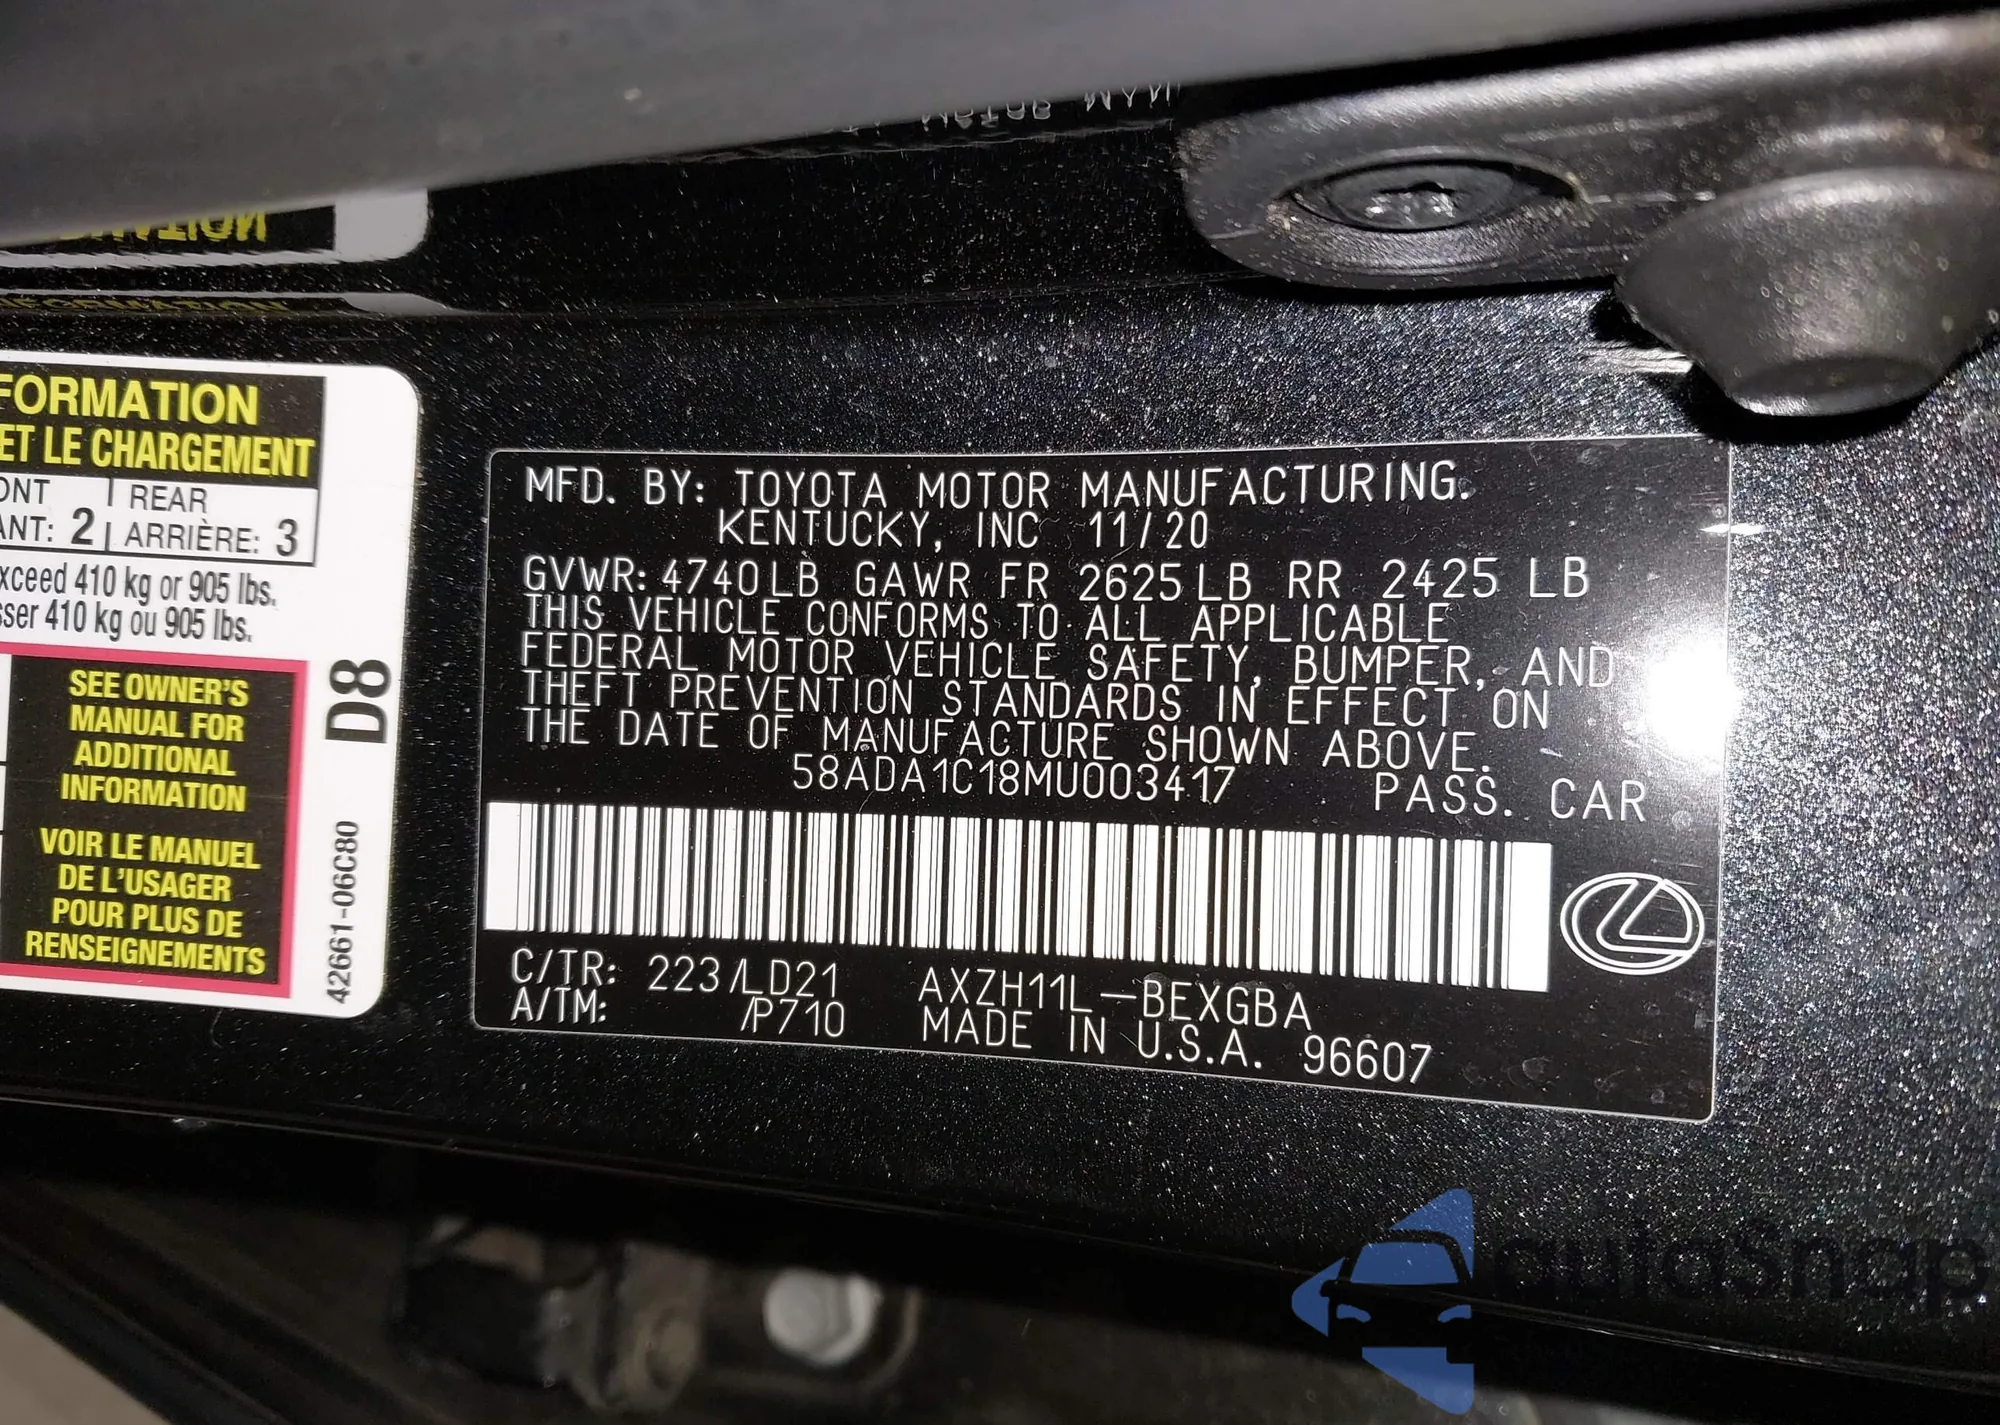 FORMATION
ET LE CHARGEMENT
REAR
ANT: 2 ARRIÈRE: 3
xceed 410 kg or 905 lbs.
sser 410 kg ou 905 lbs.
SEE OWNER'S
MANUAL FOR
ADDITIONAL
INFORMATION
VOIR LE MANUEL
DE L'USAGER
POUR PLUS DE
RENSEIGNEMENTS
D8
42661-06C80
MFD. BY: TOYOTA MOTOR MANUFACTURING.
KENTUCKY, INC 11/20
GVWR: 4740LB GAWR FR 2625LB RR 2425 LB
THIS VEHICLE CONFORMS TO ALL APPLICABLE
FEDERAL MOTOR VEHICLE SAFETY, BUMPER, AND
THEFT PREVENTION STANDARDS IN EFFECT ON
THE DATE OF MANUFACTURE SHOWN ABOVE.
58ADA1C18MU003417 PASS. CAR
C/TR: 223/LD21 AXZH11L-BEXGBA
A/TM: /P710 MADE IN U.S.A. 96607
autaSnap